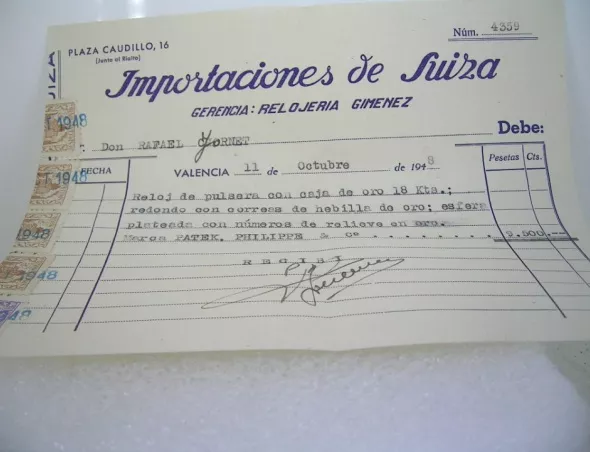 PLAZA CAUDILLO, 16
(Junto al Rialto)
Núm. 4359
Importaciones de Suiza
GERENCIA: RELOJERIA GIMENEZ
Don RAFAEL JORNET
Debe:
FECHA
VALENCIA 11 de Octubre de 1948
Pesetas Cts.
Reloj de pulsera con caja de oro 18 Kts.;
redondo con correas de hebilla de oro; esfera
plateada con números de relieve en oro.
Marca PATEK, PHILIPPE & Cº . . . . . . . . 9.500.--
R E C I B I
1948
1948
1948
1948